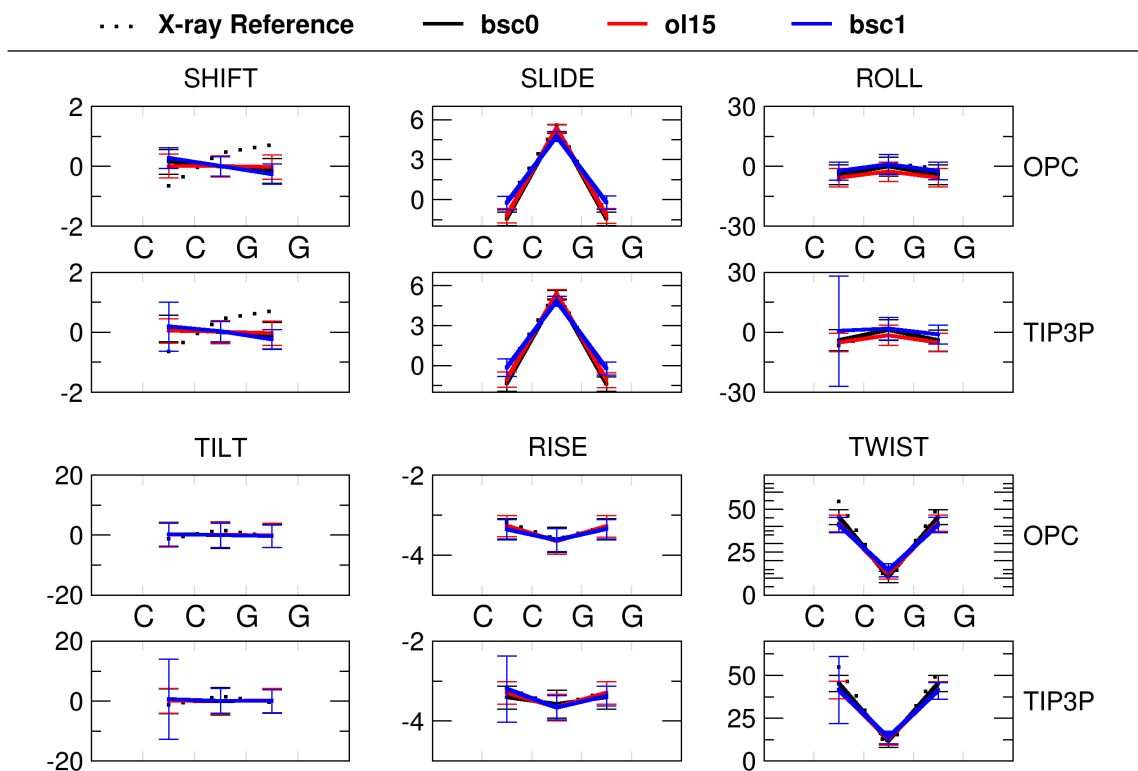 X-ray Reference bsc0 ol15 bsc1
SHIFT SLIDE ROLL
2 6 30
0 3 0 OPC
-2 0 -30
C C G G C C G G C C G G
2 6 30
0 3 0 TIP3P
-2 0 -30
TILT RISE TWIST
20 -2 50
0 -4 25 OPC
-20 0
C C G G C C G G C C G G
20 -2 50
0 -4 25 TIP3P
-20 0